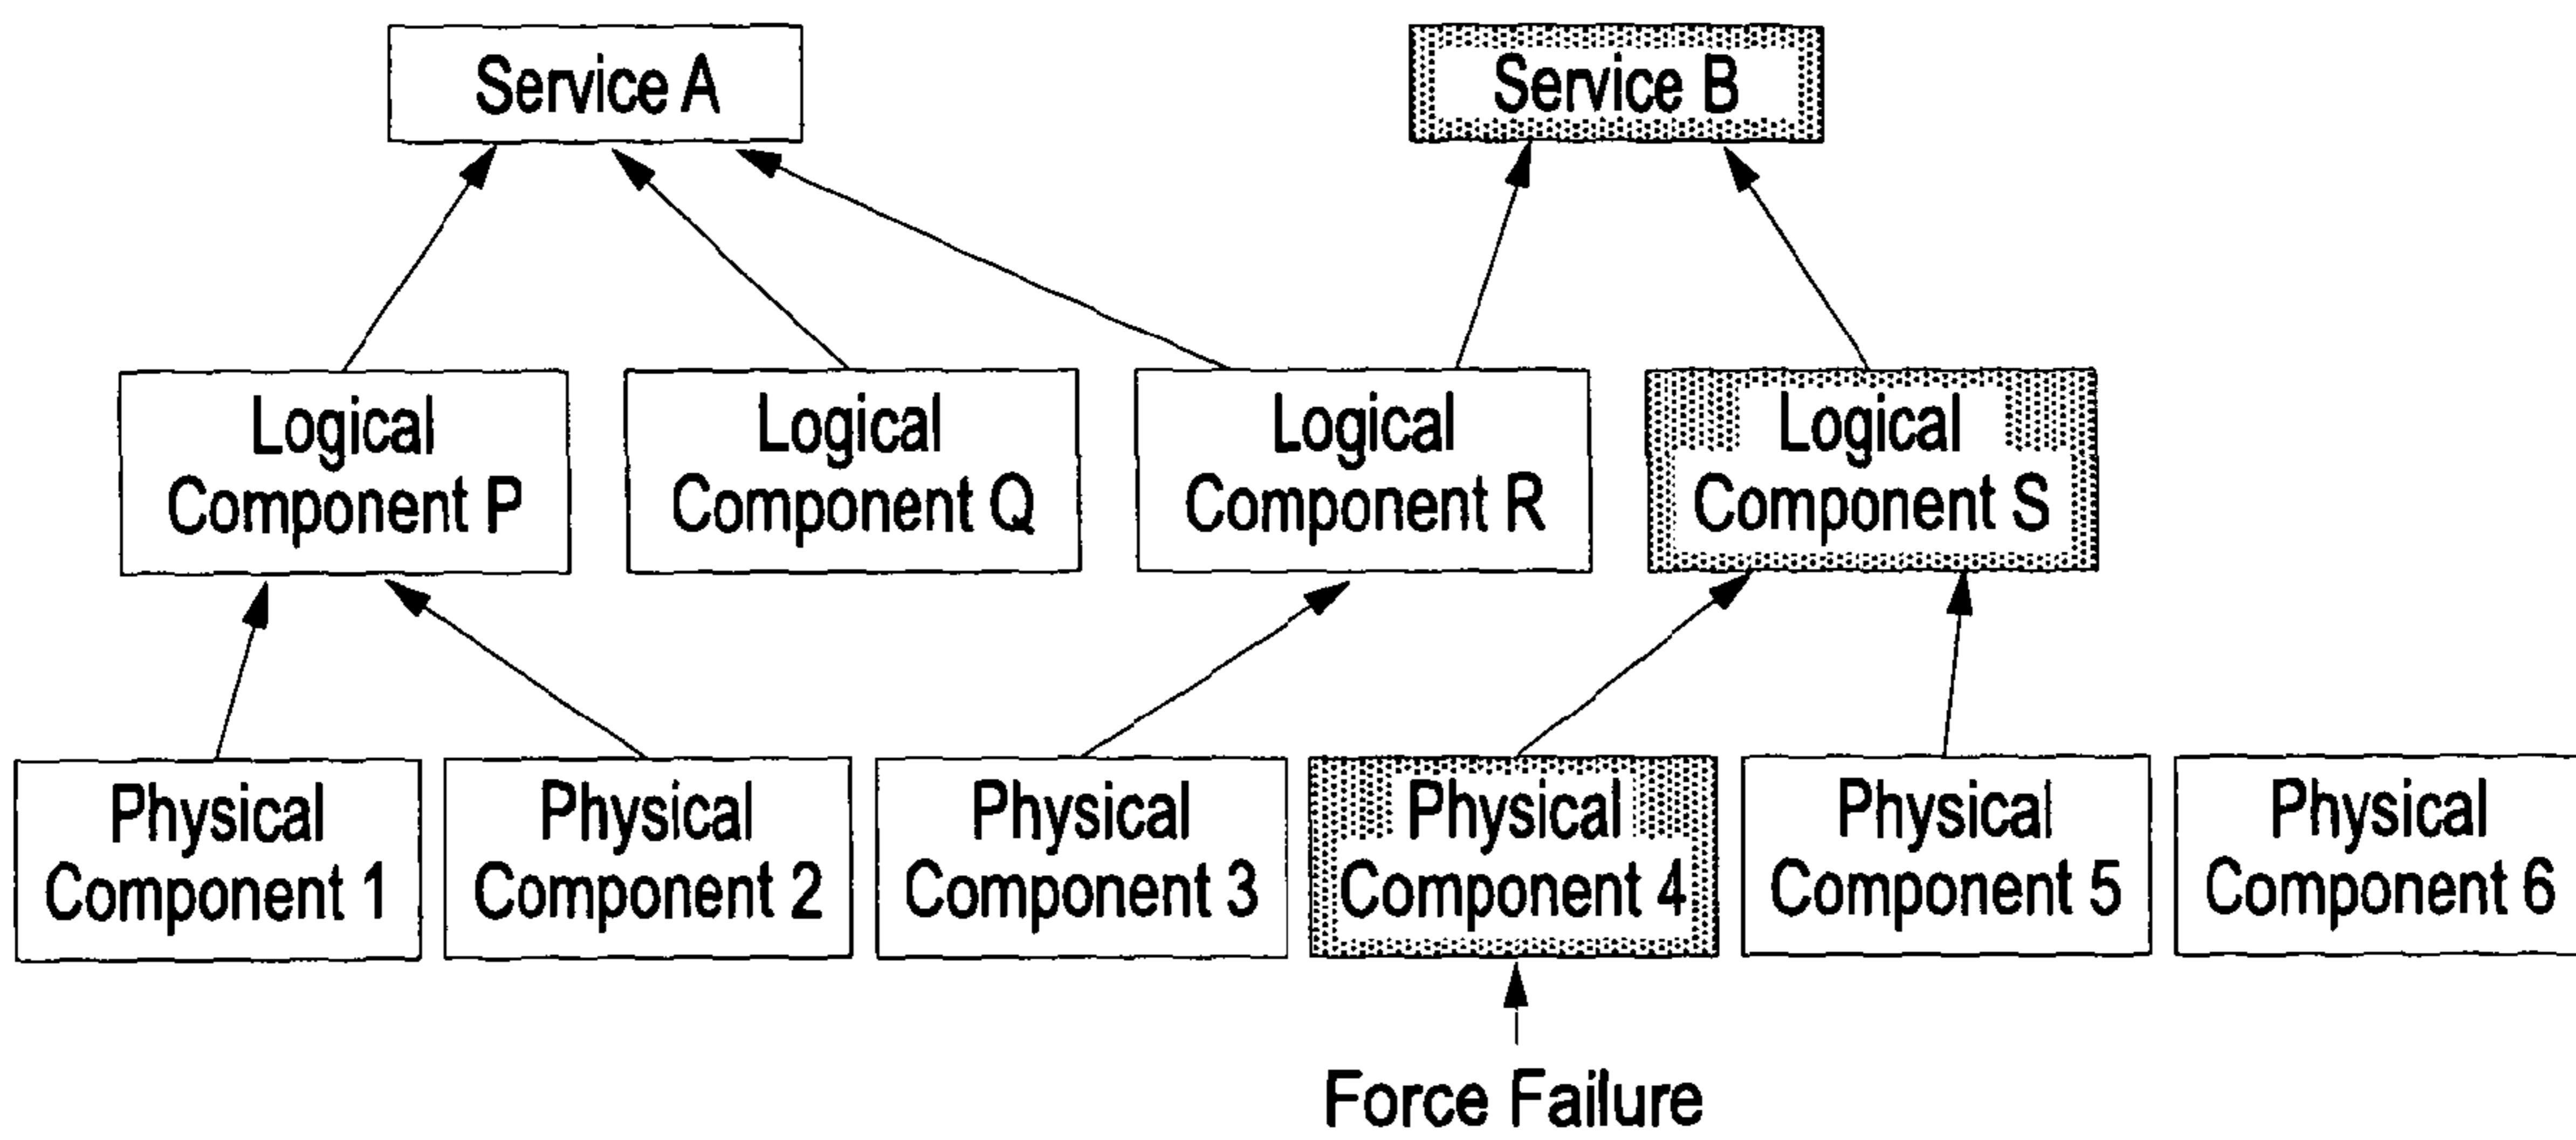 Service A
Service B
Logical
Component P
Logical
Component Q
Logical
Component R
Logical
Component S
Physical
Component 1
Physical
Component 2
Physical
Component 3
Physical
Component 4
Physical
Component 5
Physical
Component 6
Force Failure